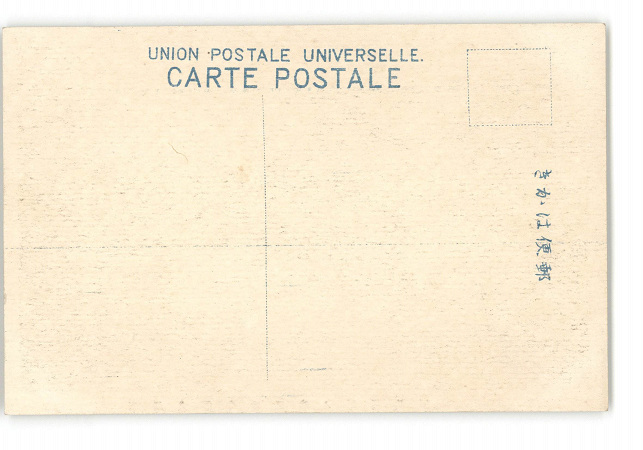 UNION POSTALE UNIVERSELLE.
CARTE POSTALE
郵便はかき